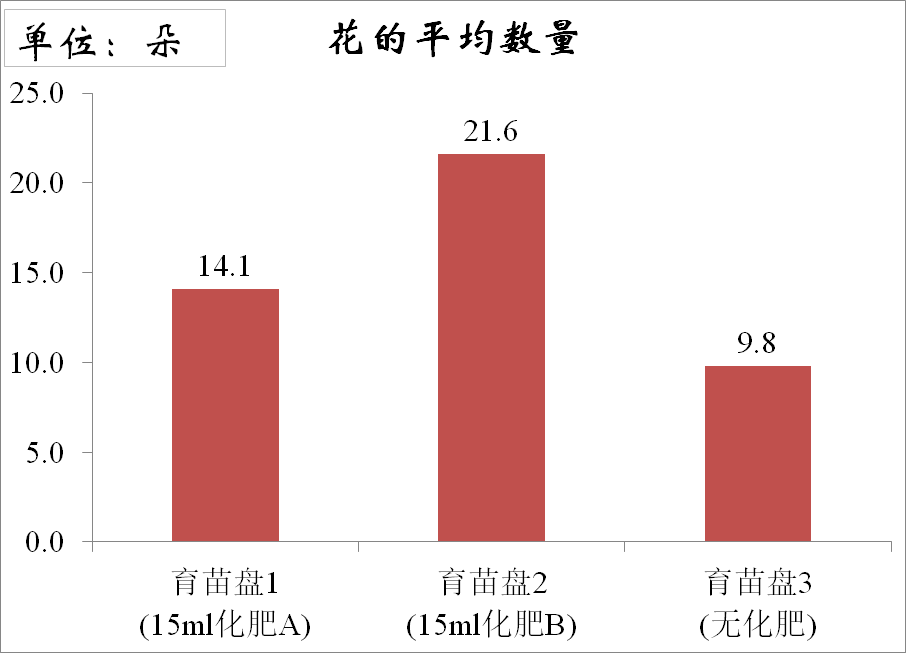 单位：朵
花的平均数量
25.0
20.0
15.0
10.0
5.0
0.0
14.1
21.6
9.8
育苗盘1
(15ml化肥A)
育苗盘2
(15ml化肥B)
育苗盘3
(无化肥)